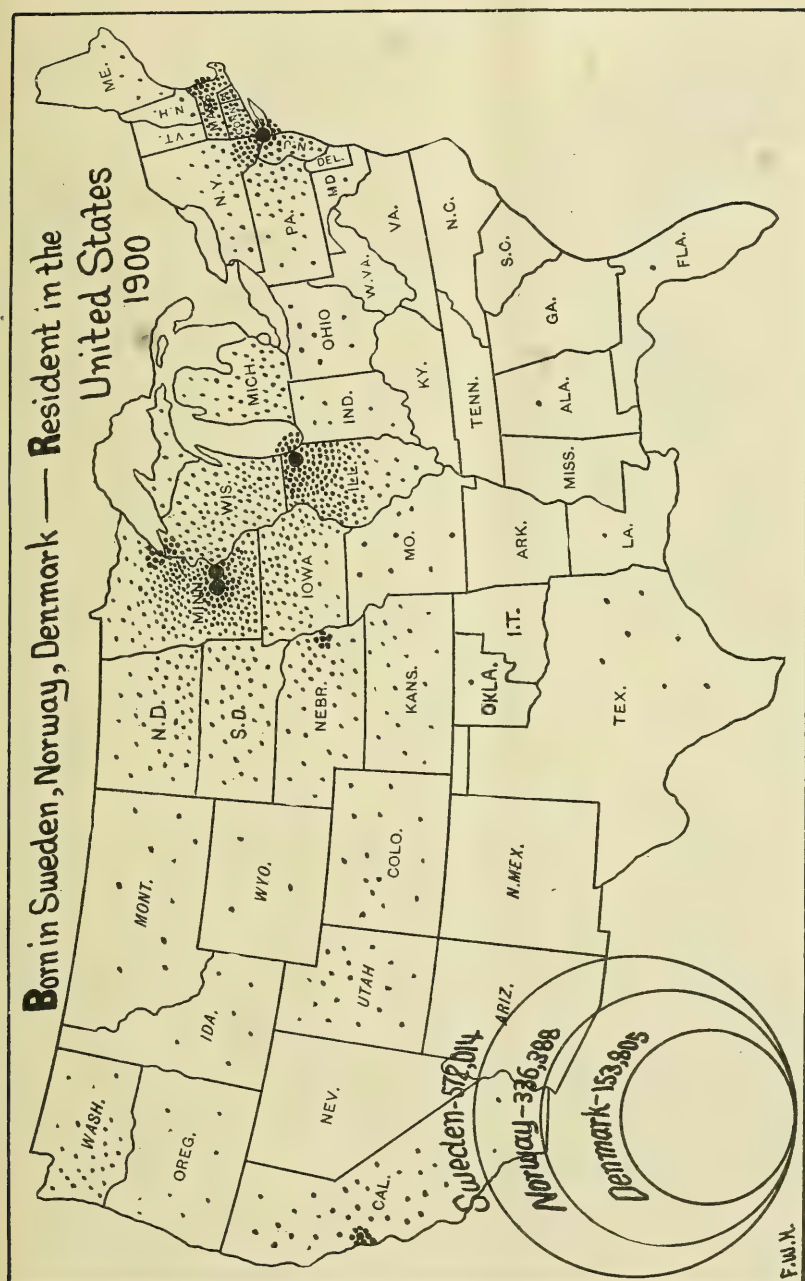 Born in Sweden, Norway, Denmark — Resident in the
United States
1900
WASH.
OREG.
CAL.
NEV.
IDA.
MONT.
WYO.
UTAH
COLO.
ARIZ.
N.MEX.
N.D.
S.D.
NEBR.
KANS.
OKLA.
I.T.
TEX.
MINN.
IOWA
MO.
ARK.
LA.
WIS.
ILL.
MICH.
IND.
OHIO
KY.
TENN.
MISS.
ALA.
GA.
FLA.
S.C.
N.C.
VA.
W.VA.
MD
DEL.
PA.
N.J.
N.Y
CONN.
MASS.
VT.
N.H.
ME.
Sweden-572,014
Norway-336,388
Denmark-153,805